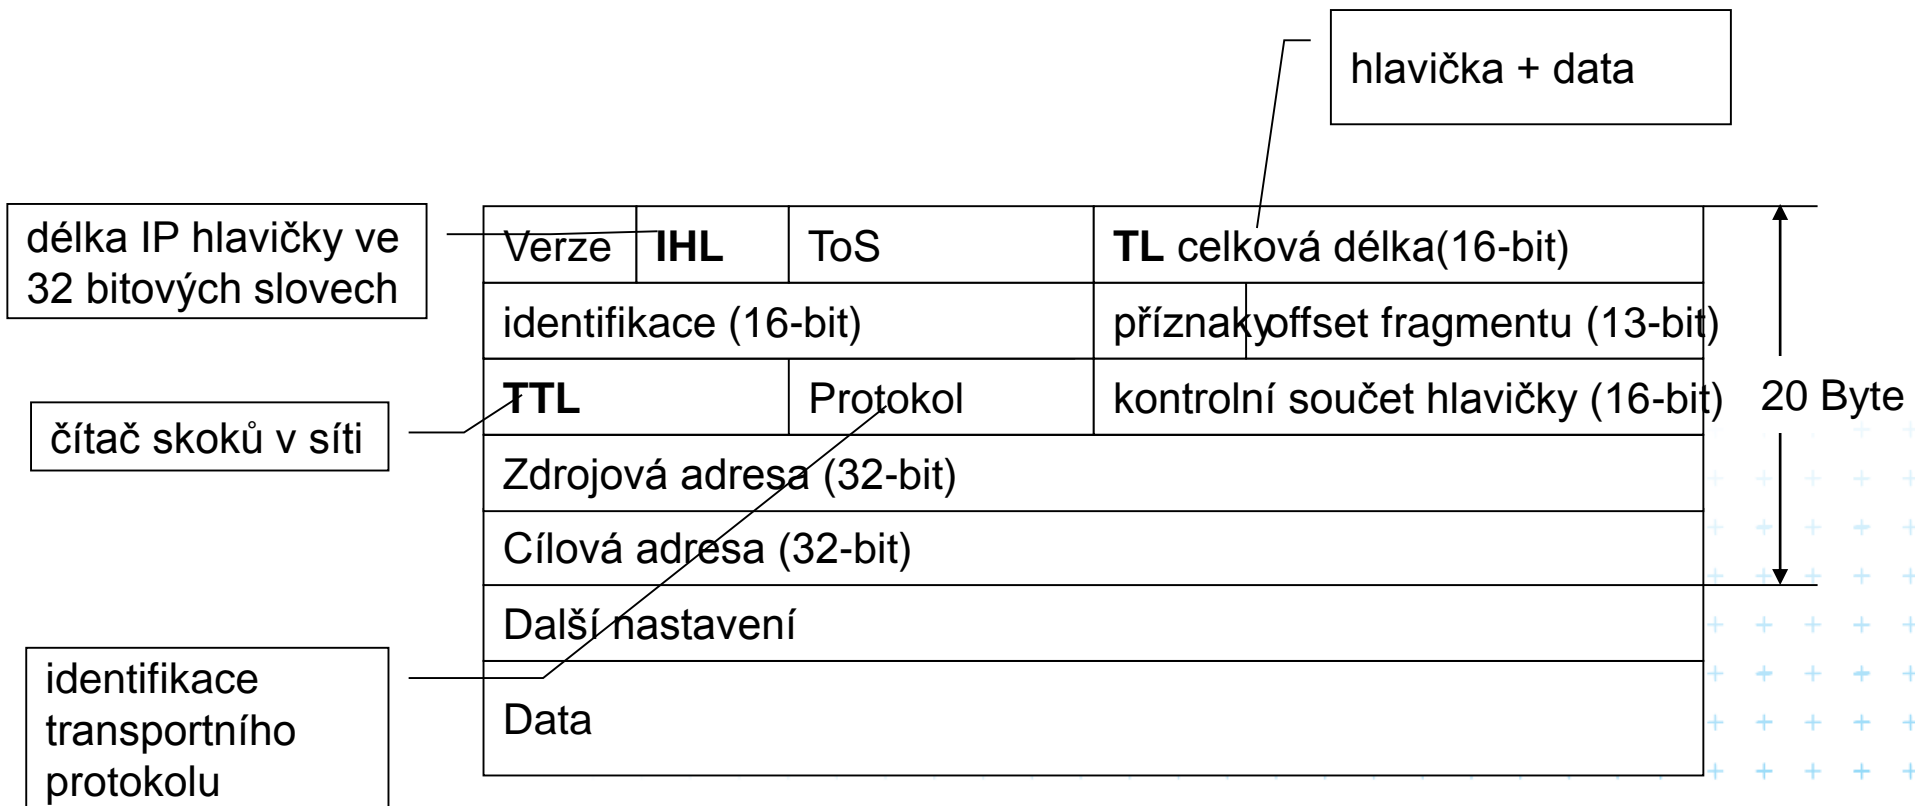 hlavička + data
délka IP hlavičky ve
32 bitových slovech
Verze IHL ToS TL celková délka(16-bit)
identifikace (16-bit) příznaky offset fragmentu (13-bit)
TTL Protokol kontrolní součet hlavičky (16-bit)
20 Byte
čítač skoků v síti
Zdrojová adresa (32-bit)
Cílová adresa (32-bit)
Další nastavení
identifikace
transportního
protokolu
Data